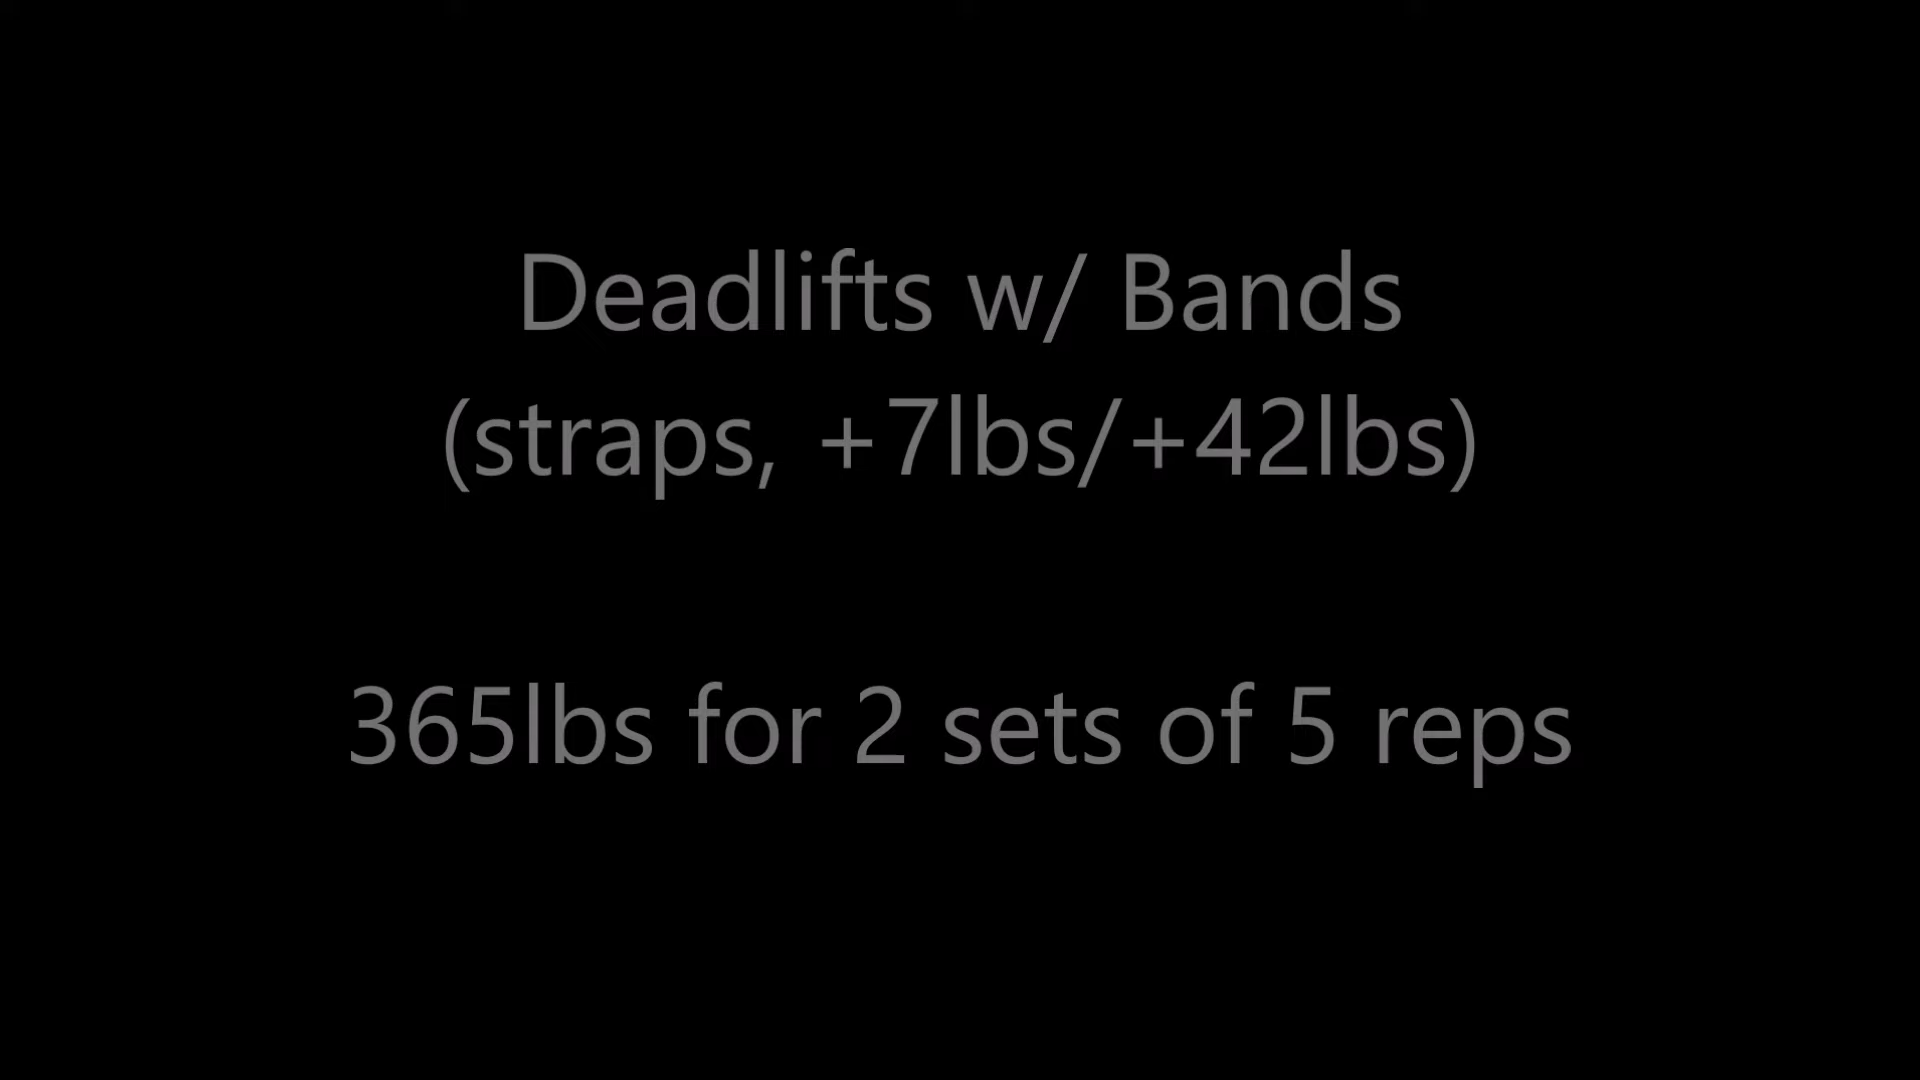 Deadlifts w/ Bands
(straps, +7lbs/+42lbs)
365lbs for 2 sets of 5 reps